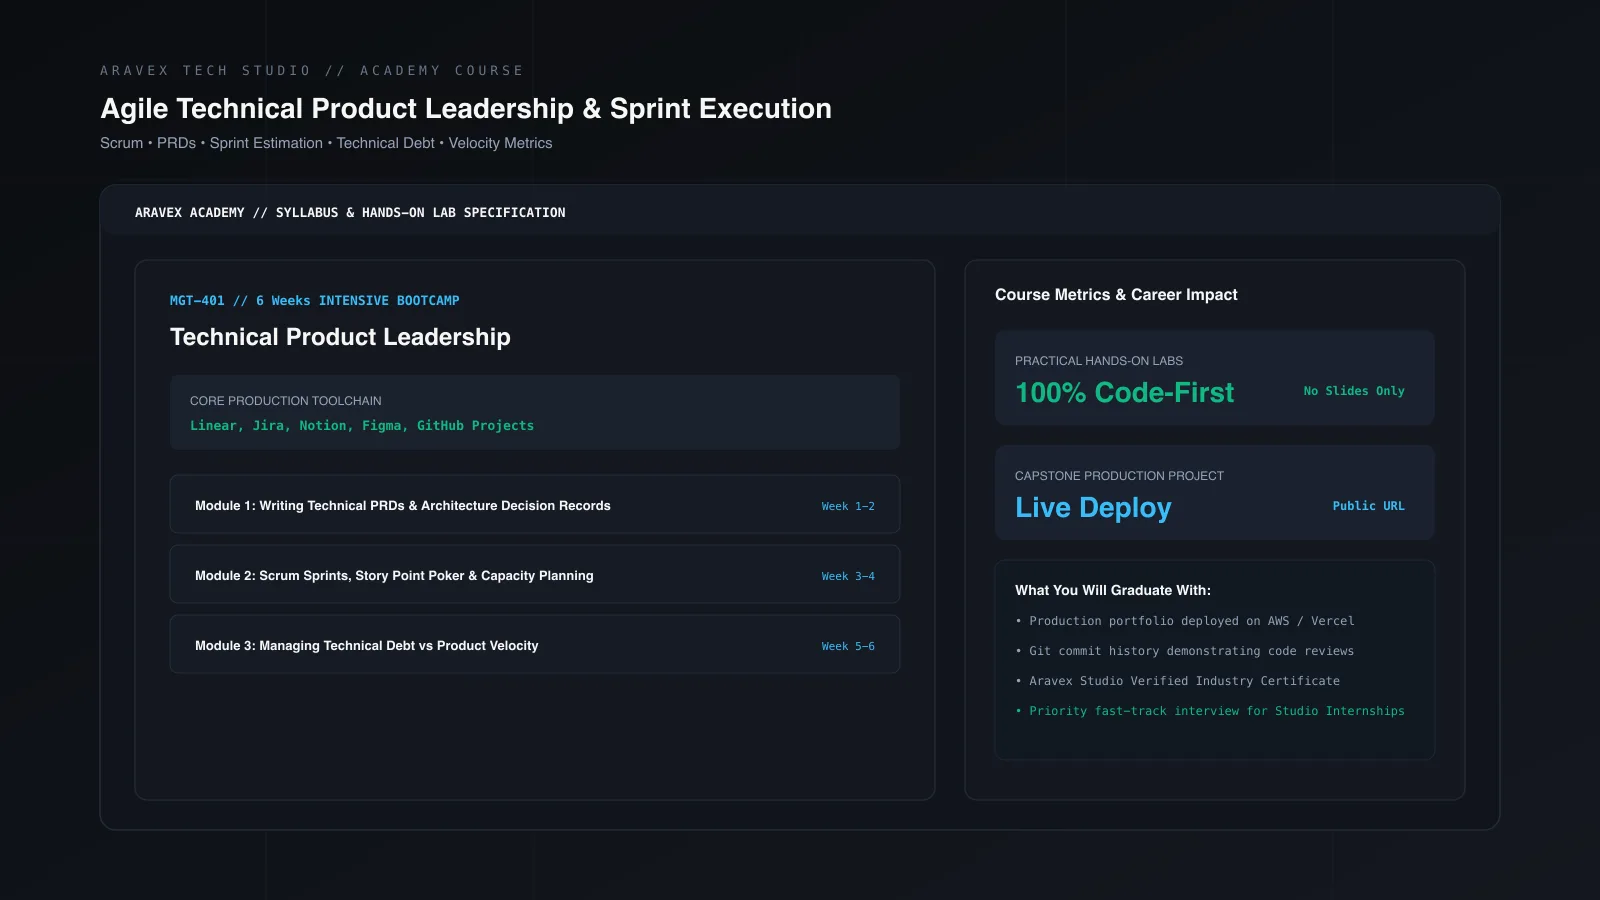 ARAVEX TECH STUDIO // ACADEMY COURSE
Agile Technical Product Leadership & Sprint Execution
Scrum • PRDs • Sprint Estimation • Technical Debt • Velocity Metrics
ARAVEX ACADEMY // SYLLABUS & HANDS-ON LAB SPECIFICATION
MGT-401 // 6 Weeks INTENSIVE BOOTCAMP
Technical Product Leadership
CORE PRODUCTION TOOLCHAIN
Linear, Jira, Notion, Figma, GitHub Projects
Module 1: Writing Technical PRDs & Architecture Decision Records
Week 1-2
Module 2: Scrum Sprints, Story Point Poker & Capacity Planning
Week 3-4
Module 3: Managing Technical Debt vs Product Velocity
Week 5-6
Course Metrics & Career Impact
PRACTICAL HANDS-ON LABS
100% Code-First
No Slides Only
CAPSTONE PRODUCTION PROJECT
Live Deploy
Public URL
What You Will Graduate With:
• Production portfolio deployed on AWS / Vercel
• Git commit history demonstrating code reviews
• Aravex Studio Verified Industry Certificate
• Priority fast-track interview for Studio Internships